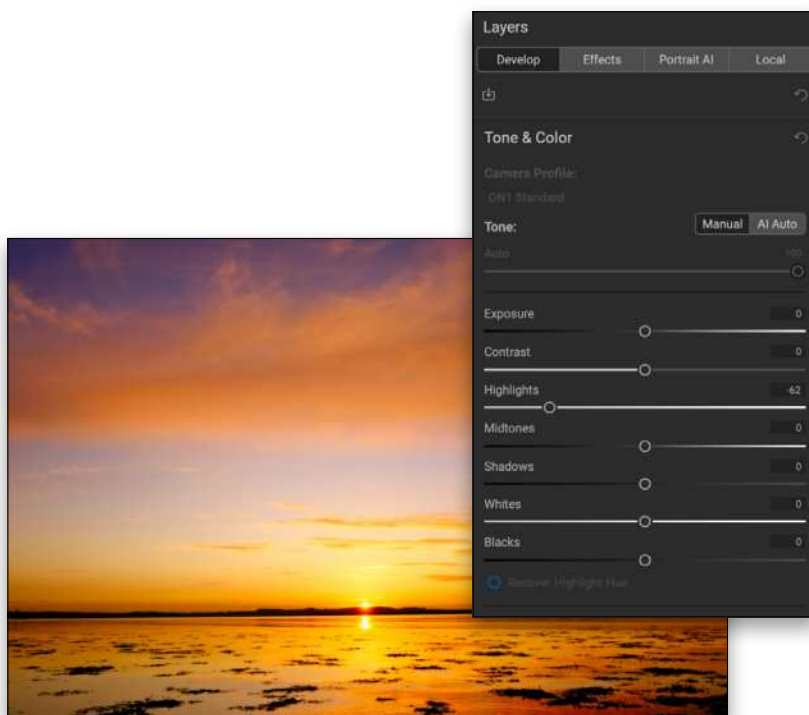 Layers
Develop Effects Portrait AI Local
Tone & Color
Camera Profile:
ON1 Standard
Tone: Manual AI Auto
Auto 100
Exposure 0
Contrast 0
Highlights -62
Midtones 0
Shadows 0
Whites 0
Blacks 0
Recover Highlight Hue